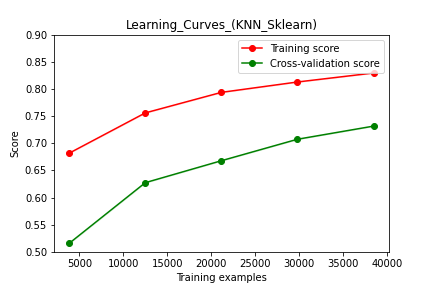 Learning_Curves_(KNN_Sklearn)
0.90
0.85
0.80
0.75
0.70
0.65
0.60
0.55
0.50
Score
Training score
Cross-validation score
5000 10000 15000 20000 25000 30000 35000 40000
Training examples